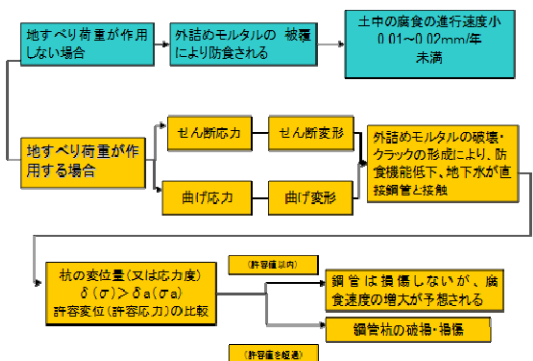 地すべり荷重が作用
しない場合
外詰めモルタルの 被覆
により防食される
土中の腐食の進行速度小
0.01～0.02mm/年
未満
地すべり荷重が作
用する場合
せん断応力
せん断変形
曲げ応力
曲げ変形
外詰めモルタルの破壊・
クラックの形成により、防
食機能低下、地下水が直
接鋼管と接触
杭の変位量(又は応力度)
δ(σ)＞δa(σa)
許容変位(許容応力)の比較
(許容値以内)
鋼管は損傷しないが、腐
食速度の増大が予想される
鋼管杭の破損・損傷
(許容値を超過)